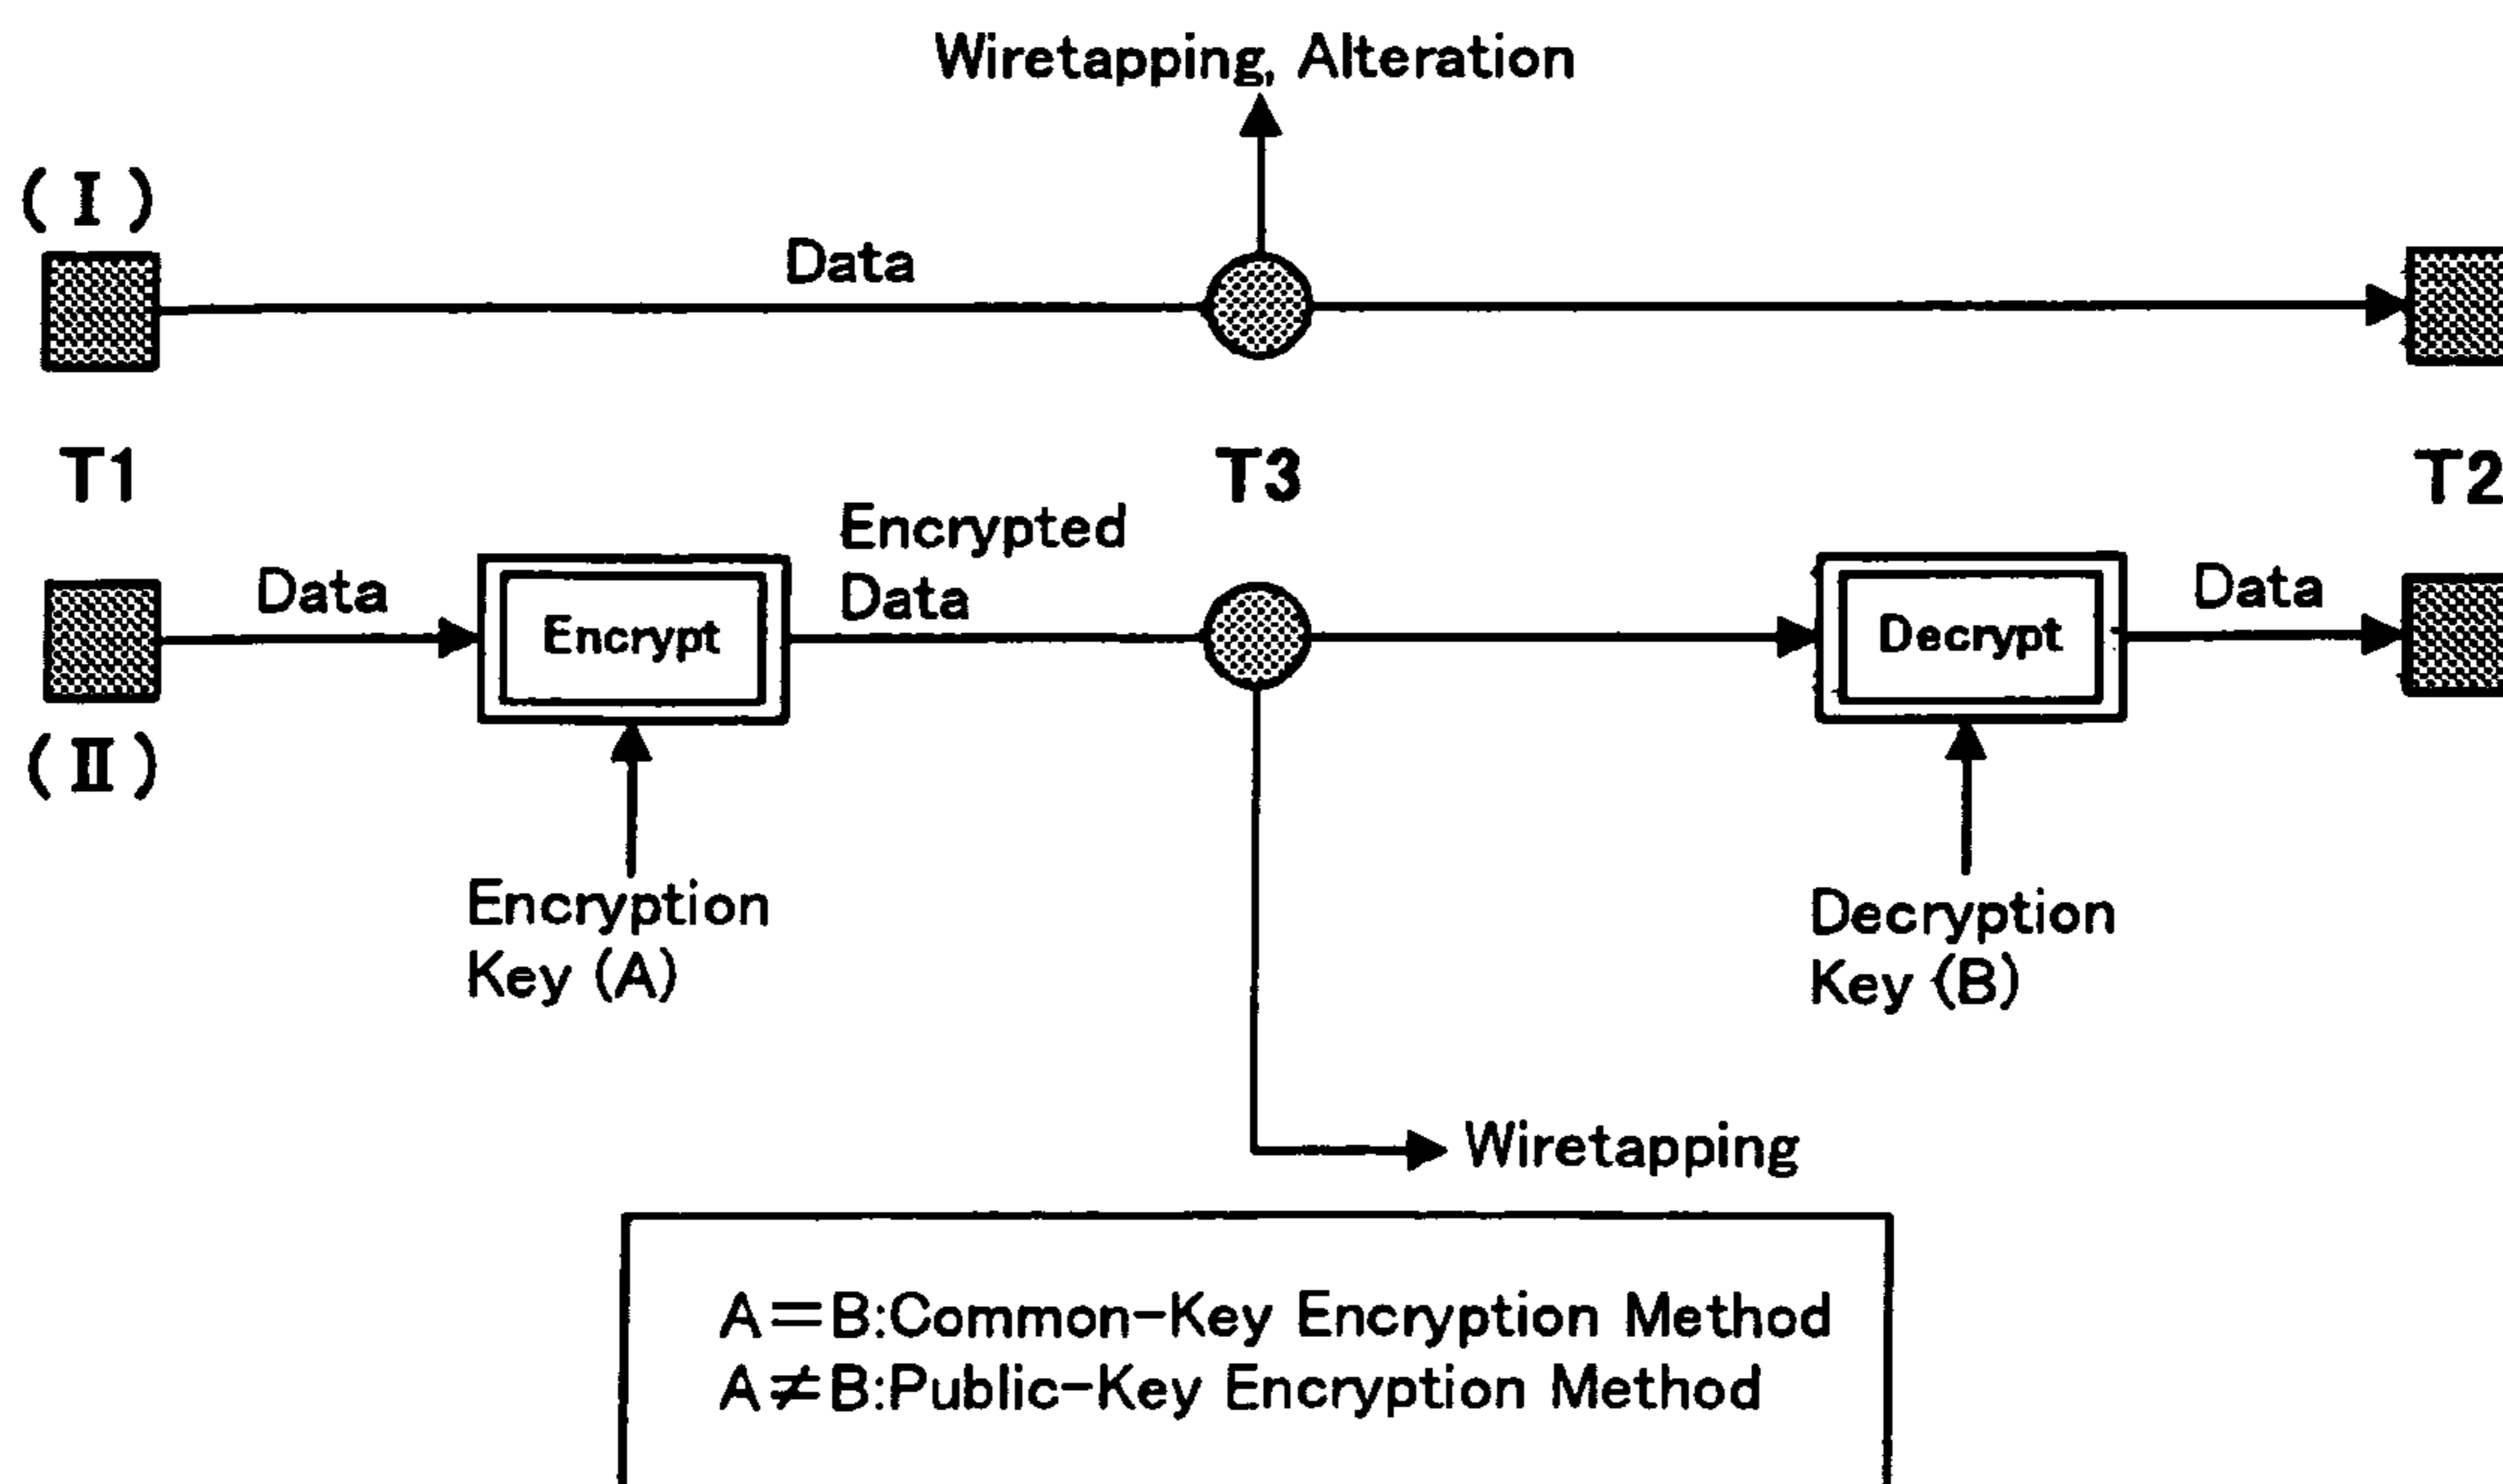 Wiretapping, Alteration
( I )
Data
T1
T3
T2
Encrypted
Data
Data
Data
Encrypt
Decrypt
( II )
Encryption
Key (A)
Decryption
Key (B)
Wiretapping
A=B:Common-Key Encryption Method
A≠B:Public-Key Encryption Method